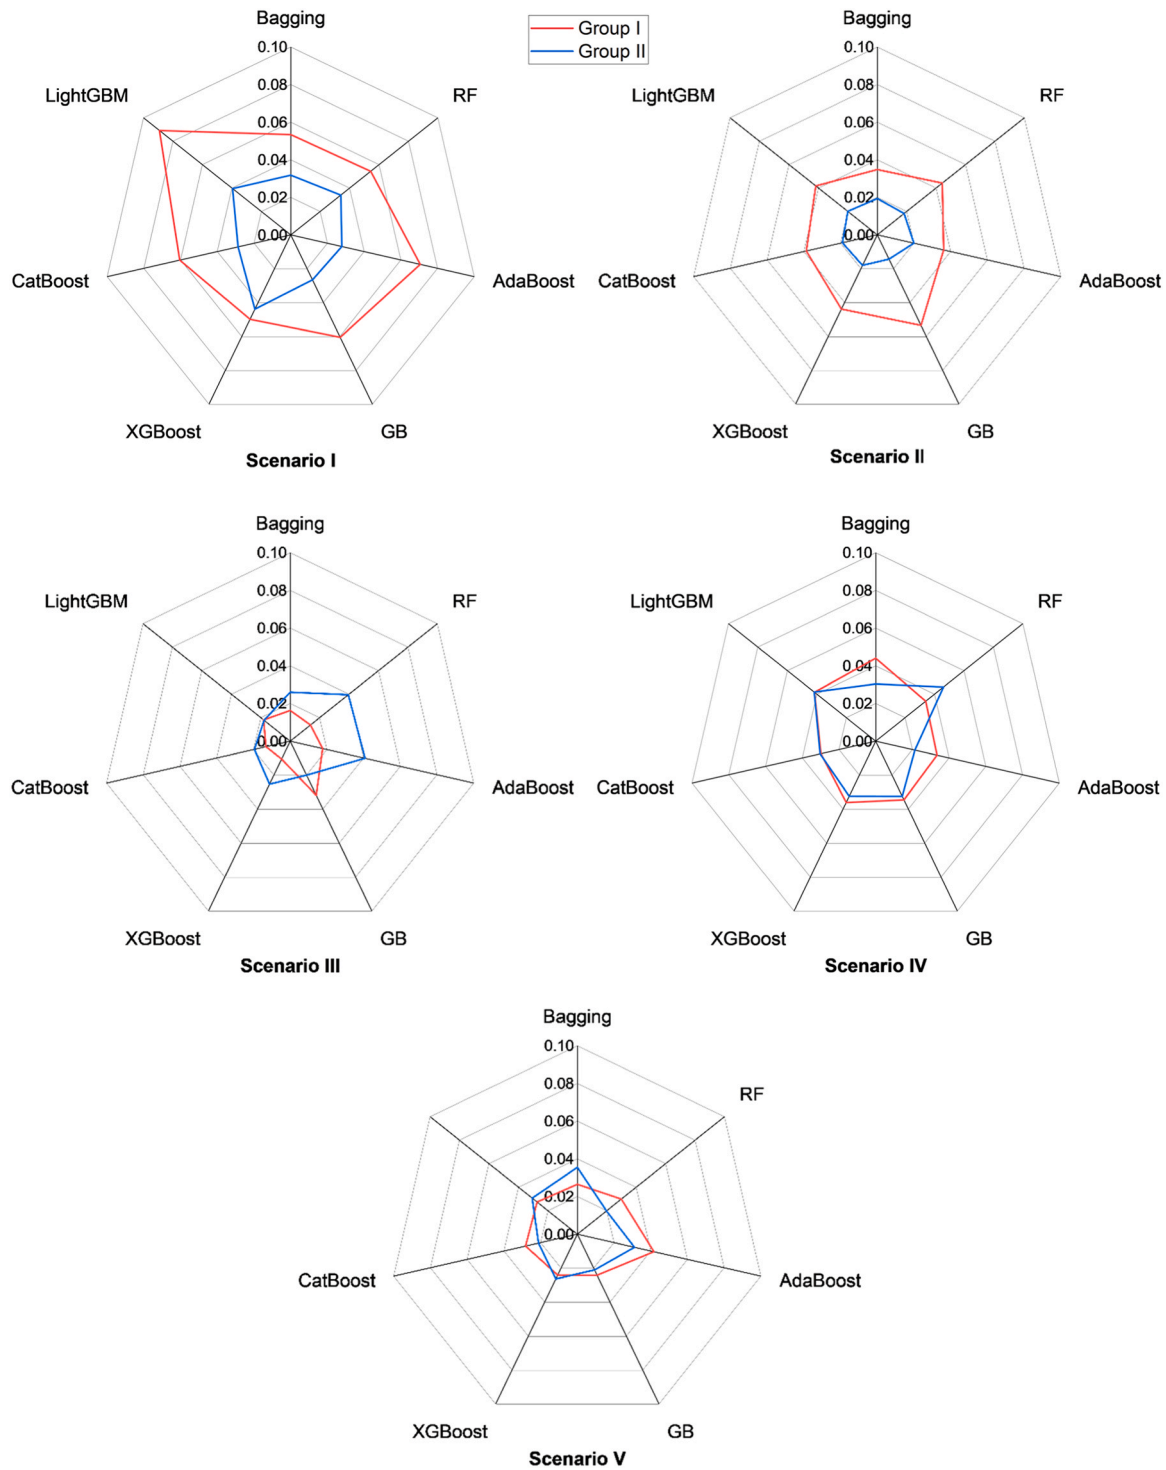 Group I
Group II
Bagging
0.10
0.08
0.06
0.04
0.02
0.00
LightGBM
RF
CatBoost
AdaBoost
XGBoost
GB
Scenario I
Bagging
0.10
0.08
0.06
0.04
0.02
0.00
LightGBM
RF
CatBoost
AdaBoost
XGBoost
GB
Scenario II
Bagging
0.10
0.08
0.06
0.04
0.02
0.00
LightGBM
RF
CatBoost
AdaBoost
XGBoost
GB
Scenario III
Bagging
0.10
0.08
0.06
0.04
0.02
0.00
LightGBM
RF
CatBoost
AdaBoost
XGBoost
GB
Scenario IV
Bagging
0.10
0.08
0.06
0.04
0.02
0.00
RF
CatBoost
AdaBoost
XGBoost
GB
Scenario V